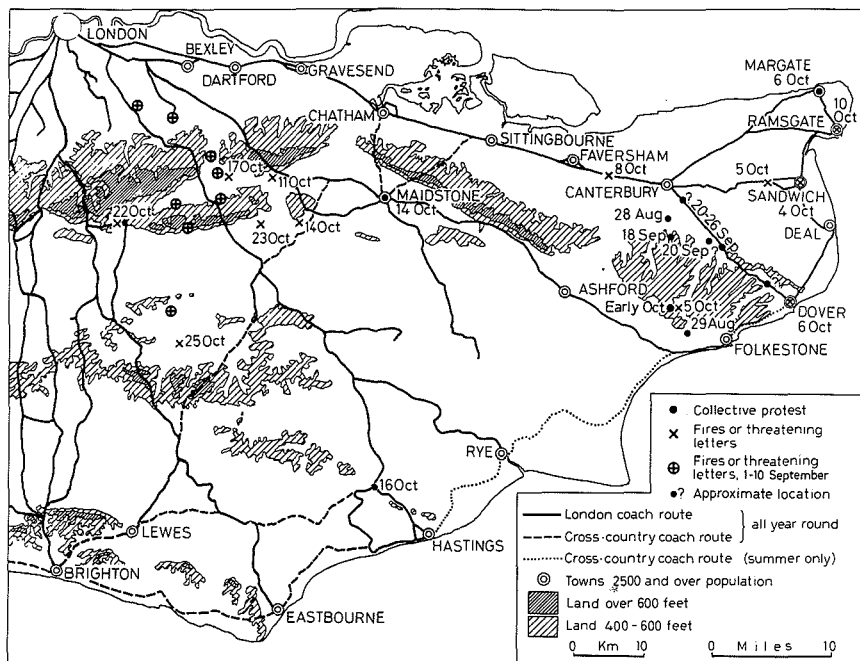 LONDON
BEXLEY
DARTFORD
GRAVESEND
CHATHAM
SITTINGBOURNE
FAVERSHAM
8 Oct
CANTERBURY
MARGATE
6 Oct
10
Oct
RAMSGATE
5 Oct
SANDWICH
4 Oct
DEAL
MAIDSTONE
14 Oct
17 Oct
11 Oct
22 Oct
23 Oct
14 Oct
25 Oct
28 Aug
18 Sep
?-20-26 Sep
20 Sep?
Early Oct
5 Oct
29 Aug
ASHFORD
DOVER
6 Oct
FOLKESTONE
RYE
16 Oct
HASTINGS
LEWES
BRIGHTON
EASTBOURNE
Collective protest
Fires or threatening
letters
Fires or threatening
letters, 1-10 September
? Approximate location
London coach route
Cross-country coach route
all year round
Cross-country coach route (summer only)
Towns 2500 and over population
Land over 600 feet
Land 400 - 600 feet
0 Km 10
0 Miles 10